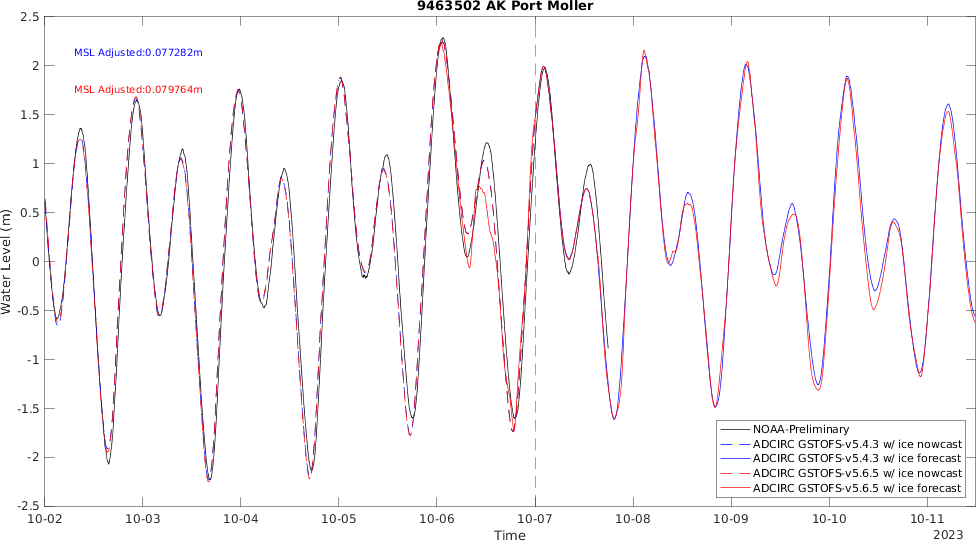 9463502 AK Port Moller
MSL Adjusted:0.077282m
MSL Adjusted:0.079764m
Water Level (m)
2.5
2
1.5
1
0.5
0
-0.5
-1
-1.5
-2
-2.5
NOAA-Preliminary
ADCIRC GSTOFS-v5.4.3 w/ ice nowcast
ADCIRC GSTOFS-v5.4.3 w/ ice forecast
ADCIRC GSTOFS-v5.6.5 w/ ice nowcast
ADCIRC GSTOFS-v5.6.5 w/ ice forecast
10-02 10-03 10-04 10-05 10-06 10-07 10-08 10-09 10-10 10-11
Time
2023